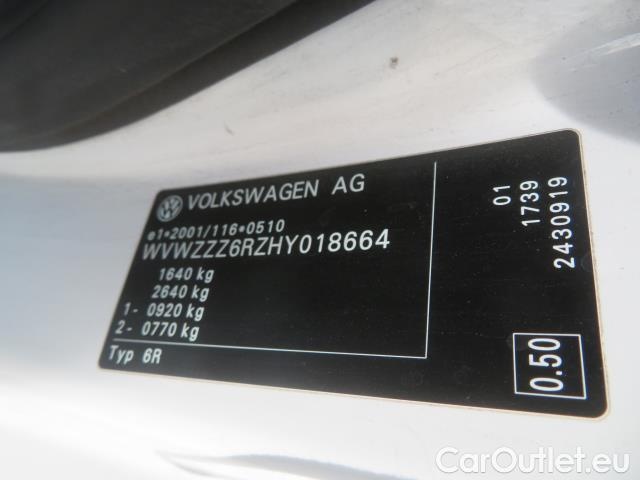 VOLKSWAGEN AG
e1*2001/116*0510
WVWZZZ6RZHY018664
1640 kg
2640 kg
1- 0920 kg
2- 0770 kg
Typ 6R
01
1739
2430919
0.50
CarOutlet.eu